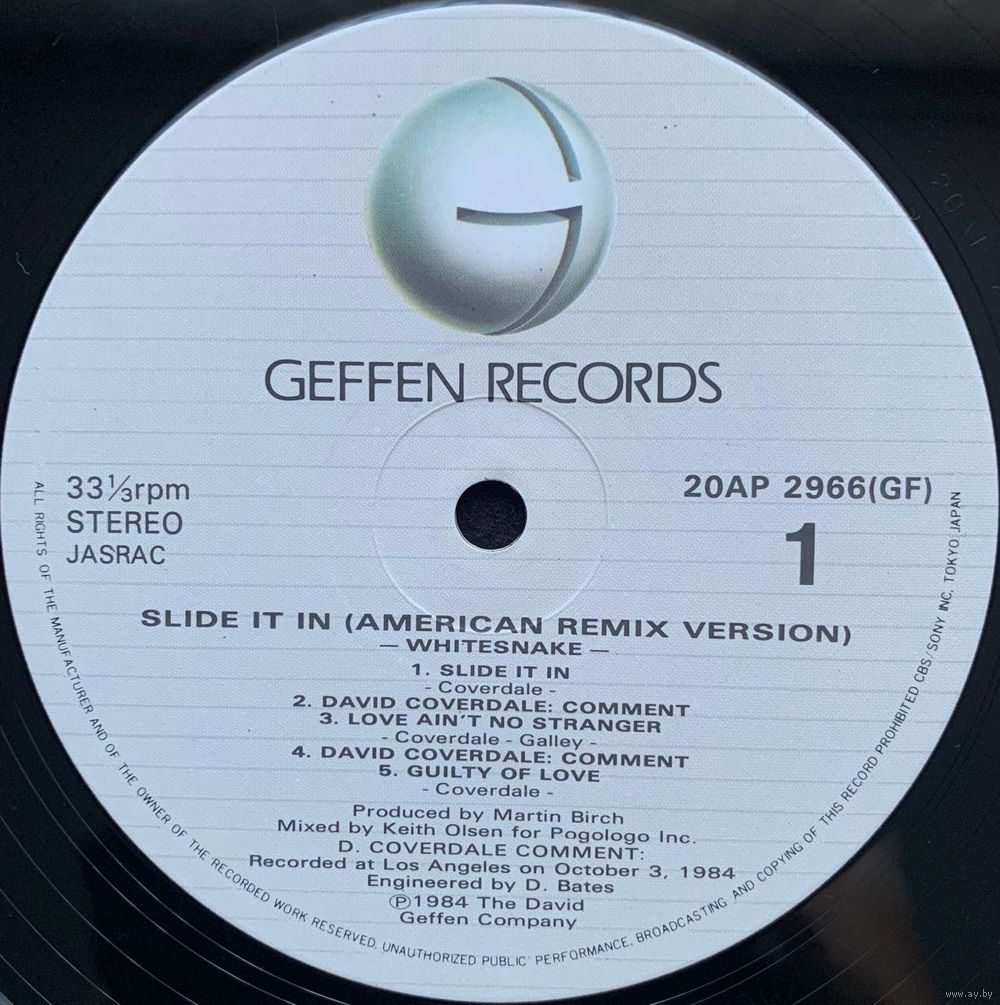 GEFFEN RECORDS
33⅓rpm
STEREO
JASRAC
20AP 2966(GF)
1
SLIDE IT IN (AMERICAN REMIX VERSION)
— WHITESNAKE —
1. SLIDE IT IN
- Coverdale -
2. DAVID COVERDALE: COMMENT
3. LOVE AIN'T NO STRANGER
- Coverdale - Galley -
4. DAVID COVERDALE: COMMENT
5. GUILTY OF LOVE
- Coverdale -
Produced by Martin Birch
Mixed by Keith Olsen for Pogologo Inc.
D. COVERDALE COMMENT:
Recorded at Los Angeles on October 3, 1984
Engineered by D. Bates
Ⓟ1984 The David
Geffen Company
ALL RIGHTS OF THE MANUFACTURER AND OF THE OWNER OF THE RECORDED WORK RESERVED. UNAUTHORIZED PUBLIC PERFORMANCE, BROADCASTING AND COPYING OF THIS RECORD PROHIBITED CBS/SONY INC. TOKYO JAPAN
www.ay.by